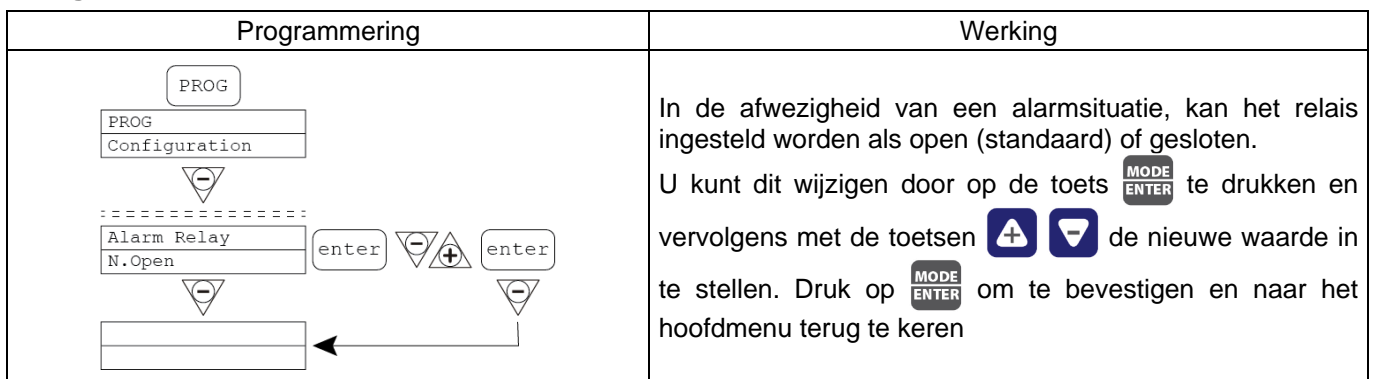 Programmering
Werking
PROG
PROG
Configuration
Alarm Relay
N.Open
enter
enter
In de afwezigheid van een alarmsituatie, kan het relais
ingesteld worden als open (standaard) of gesloten.
U kunt dit wijzigen door op de toets MODE ENTER te drukken en
vervolgens met de toetsen + - de nieuwe waarde in
te stellen. Druk op MODE ENTER om te bevestigen en naar het
hoofdmenu terug te keren